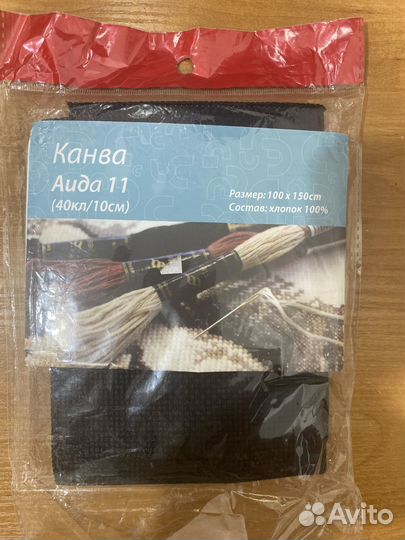 Канва
Аида 11
(40кл/10см)
Размер: 100 x 150cm
Состав: хлопок 100%
Avito